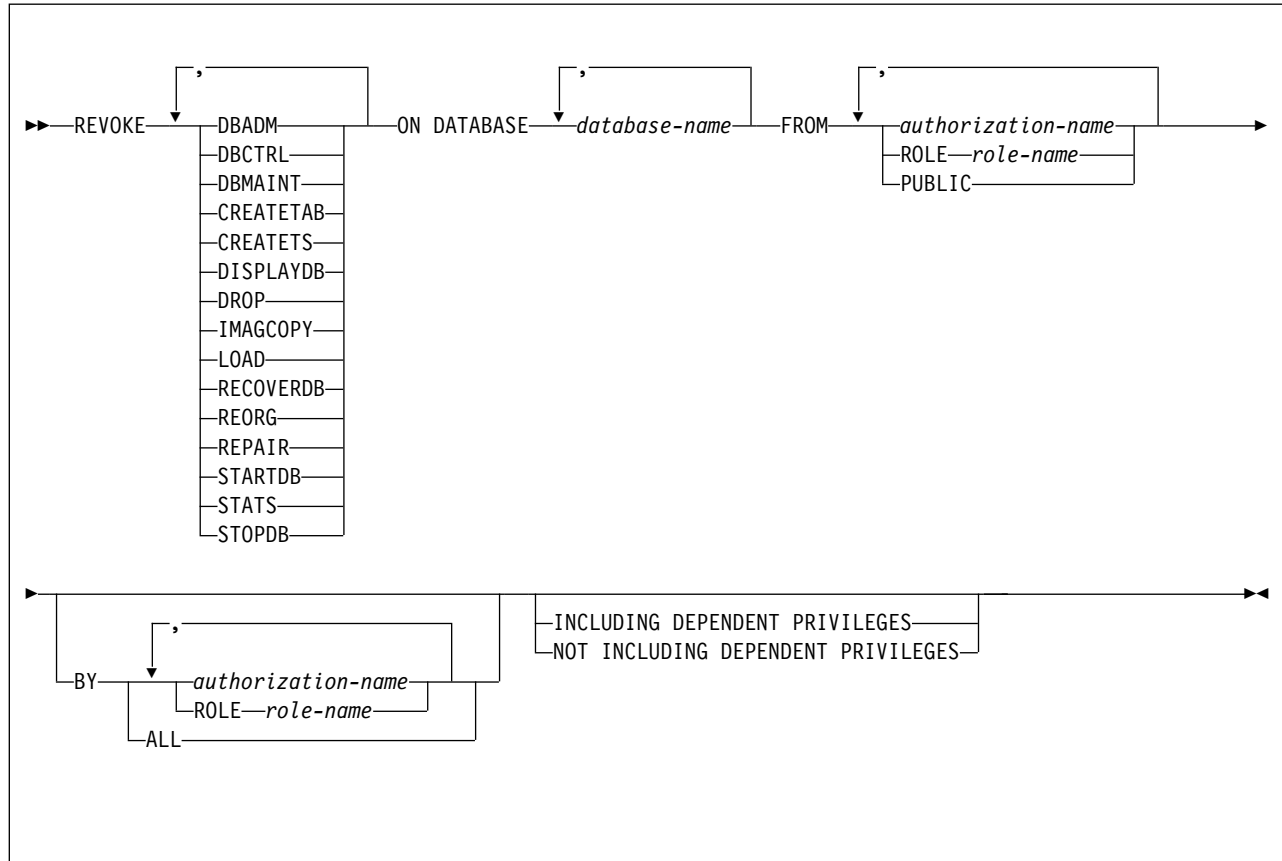 , , ,
REVOKE DBADM ON DATABASE database-name FROM authorization-name
DBCTRL ROLE role-name
DBMAINT PUBLIC
CREATETAB
CREATETS
DISPLAYDB
DROP
IMAGCOPY
LOAD
RECOVERDB
REORG
REPAIR
STARTDB
STATS
STOPDB
INCLUDING DEPENDENT PRIVILEGES
, NOT INCLUDING DEPENDENT PRIVILEGES
BY authorization-name
ROLE role-name
ALL